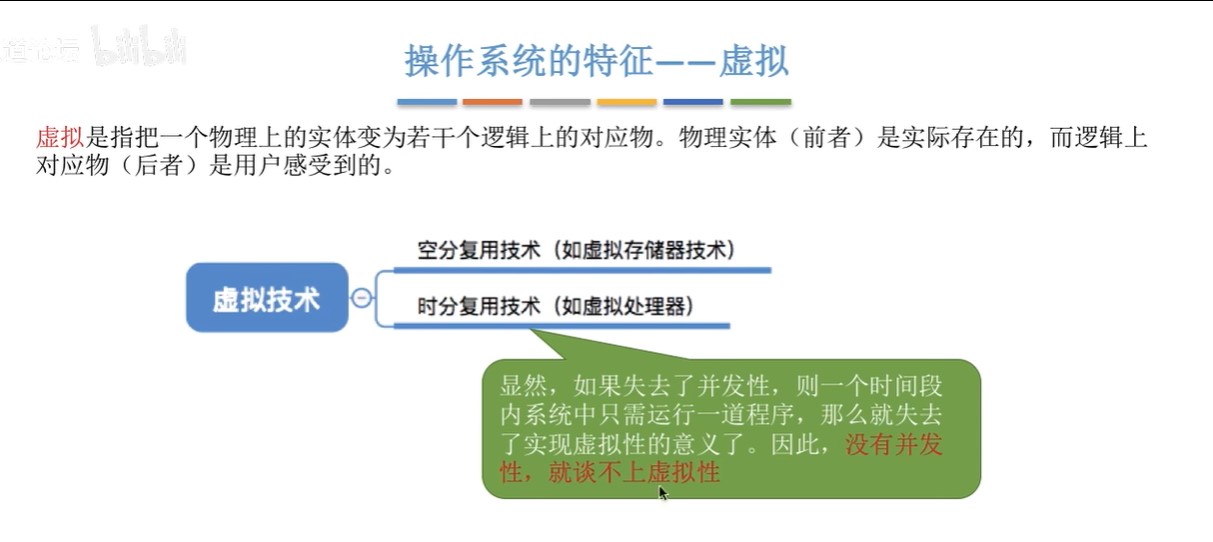 道论坛 bilibili
操作系统的特征——虚拟
虚拟是指把一个物理上的实体变为若干个逻辑上的对应物。物理实体（前者）是实际存在的，而逻辑上
对应物（后者）是用户感受到的。
空分复用技术（如虚拟存储器技术）
虚拟技术
时分复用技术（如虚拟处理器）
显然，如果失去了并发性，则一个时间段
内系统中只需运行一道程序，那么就失去
了实现虚拟性的意义了。因此，没有并发
性，就谈不上虚拟性